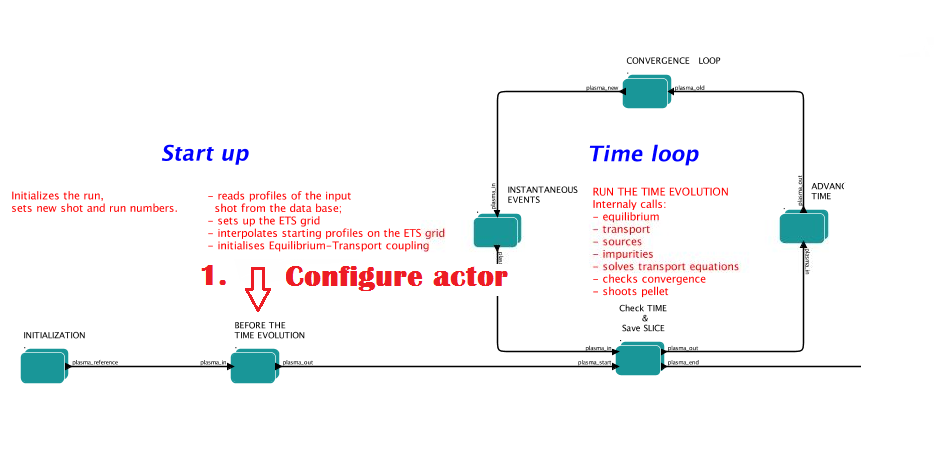 CONVERGENCE LOOP
plasma_new
plasma_old
Start up
Time loop
Initializes the run,
sets new shot and run numbers.
- reads profiles of the input
shot from the data base;
- sets up the ETS grid
- interpolates starting profiles on the ETS grid
- initialises Equilibrium-Transport coupling
plasma_in
INSTANTANEOUS
EVENTS
RUN THE TIME EVOLUTION
Internaly calls:
- equilibrium
- transport
- sources
- impurities
- solves transport equations
- checks convergence
- shoots pellet
plasma_out
ADVANC
TIME
plasma_in
1. Configure actor
Check TIME
&
Save SLICE
INITIALIZATION
BEFORE THE
TIME EVOLUTION
plasma_reference
plasma_in
plasma_out
plasma_in
plasma_out
plasma_start
plasma_end